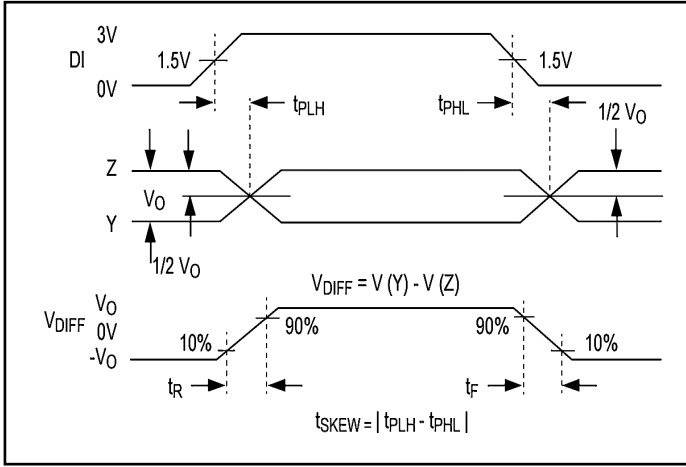 3V
DI
1.5V
1.5V
0V
tPLH
tPHL
1/2 VO
Z
VO
Y
1/2 VO
VDIFF = V (Y) - V (Z)
VO
VDIFF
0V
-VO
10%
90%
90%
10%
tR
tF
tSKEW = | tPLH - tPHL |